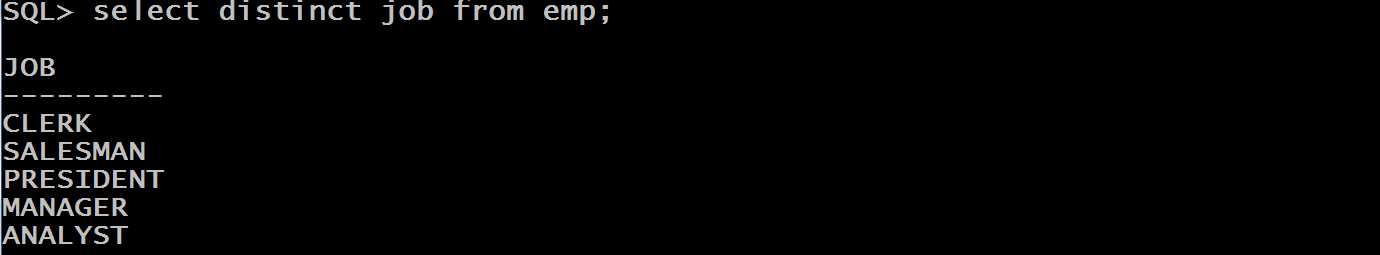 SQL> select distinct job from emp;
JOB
---------
CLERK
SALESMAN
PRESIDENT
MANAGER
ANALYST